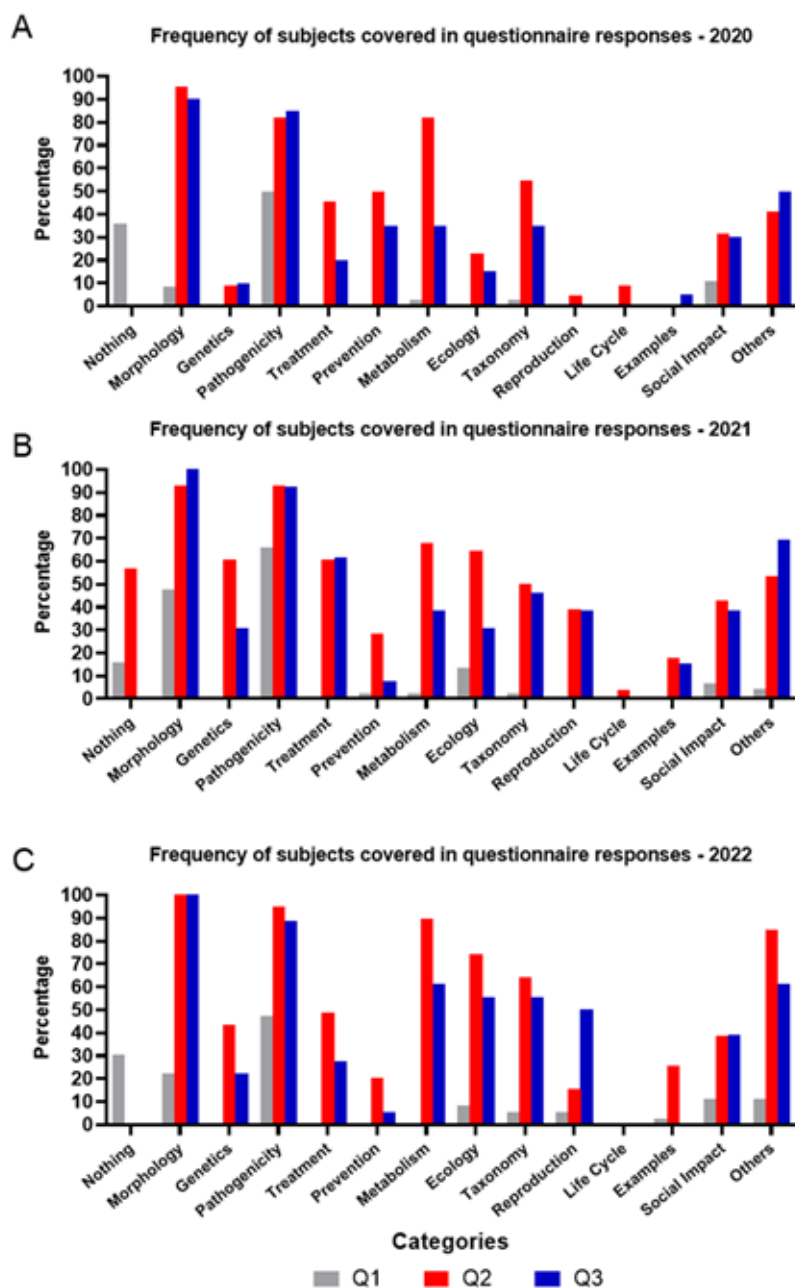 A
Frequency of subjects covered in questionnaire responses - 2020
Percentage
100
90
80
70
60
50
40
30
20
10
0
Nothing
Morphology
Genetics
Pathogenicity
Treatment
Prevention
Metabolism
Ecology
Taxonomy
Reproduction
Life Cycle
Examples
Social Impact
Others
B
Frequency of subjects covered in questionnaire responses - 2021
Percentage
100
90
80
70
60
50
40
30
20
10
0
Nothing
Morphology
Genetics
Pathogenicity
Treatment
Prevention
Metabolism
Ecology
Taxonomy
Reproduction
Life Cycle
Examples
Social Impact
Others
C
Frequency of subjects covered in questionnaire responses - 2022
Percentage
100
90
80
70
60
50
40
30
20
10
0
Nothing
Morphology
Genetics
Pathogenicity
Treatment
Prevention
Metabolism
Ecology
Taxonomy
Reproduction
Life Cycle
Examples
Social Impact
Others
Categories
Q1 Q2 Q3